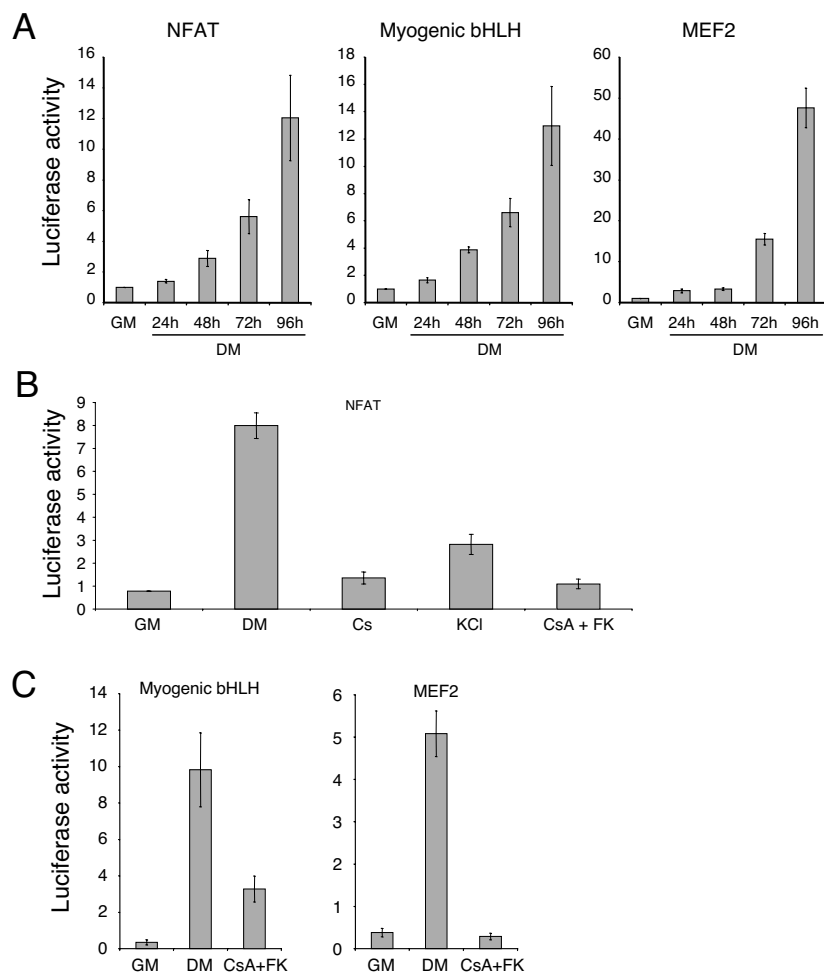 A
NFAT
Myogenic bHLH
MEF2
Luciferase activity
16
14
12
10
8
6
4
2
0
GM 24h 48h 72h 96h
DM
18
16
14
12
10
8
6
4
2
0
GM 24h 48h 72h 96h
DM
60
50
40
30
20
10
0
GM 24h 48h 72h 96h
DM
B
NFAT
Luciferase activity
9
8
7
6
5
4
3
2
1
0
GM DM Cs KCl CsA + FK
C
Myogenic bHLH
Luciferase activity
14
12
10
8
6
4
2
0
GM DM CsA+FK
MEF2
6
5
4
3
2
1
0
GM DM CsA+FK